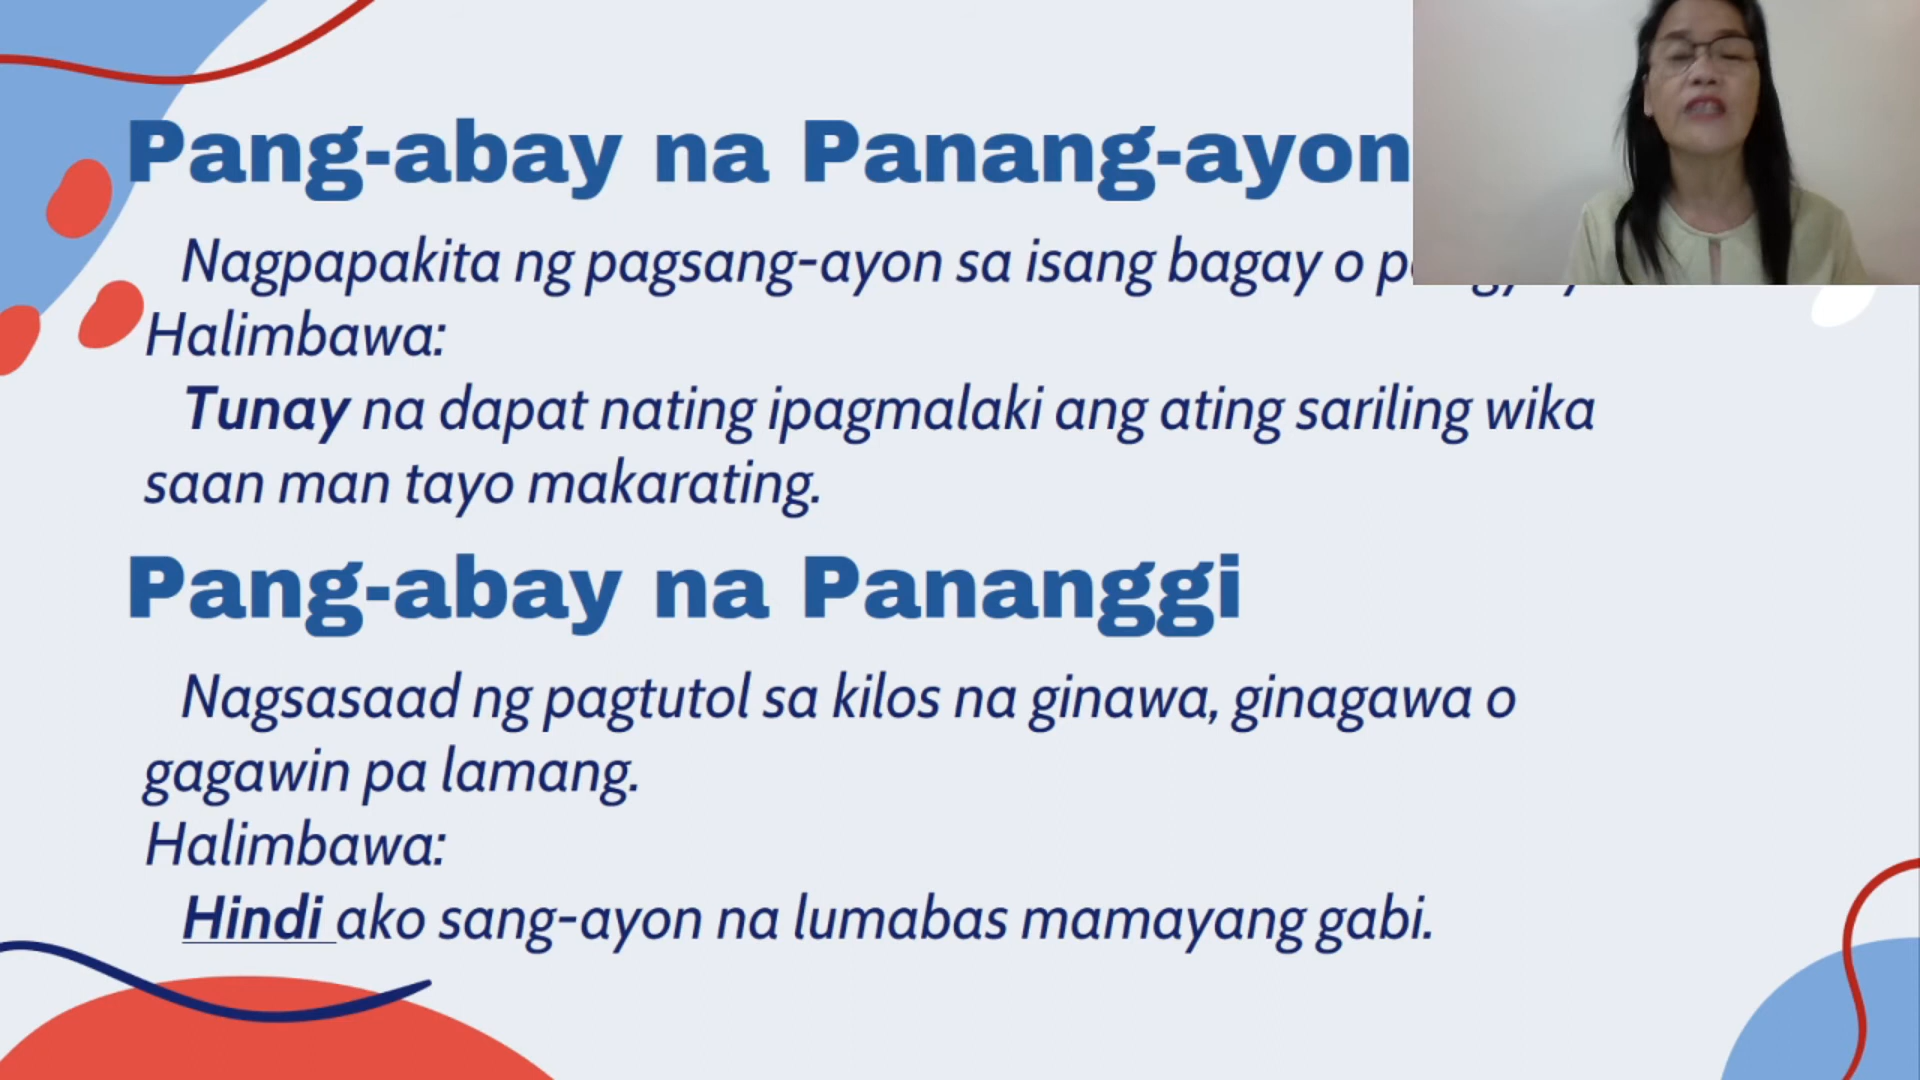 Pang-abay na Panang-ayon
Nagpapakita ng pagsang-ayon sa isang bagay o
Halimbawa:
Tunay na dapat nating ipagmalaki ang ating sariling wika
saan man tayo makarating.
Pang-abay na Pananggi
Nagsasaad ng pagtutol sa kilos na ginawa, ginagawa o
gagawin pa lamang.
Halimbawa:
Hindi ako sang-ayon na lumabas mamayang gabi.